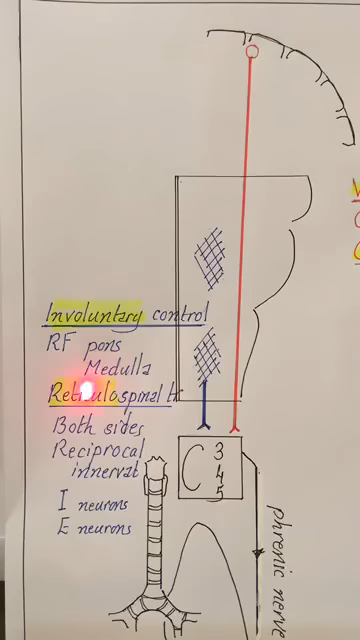 Involuntary control
RF pons
Medulla
Reticulospinal tr
Both sides
Reciprocal
innervat
I neurons
E neurons
C 3
4
5
phrenic nerve